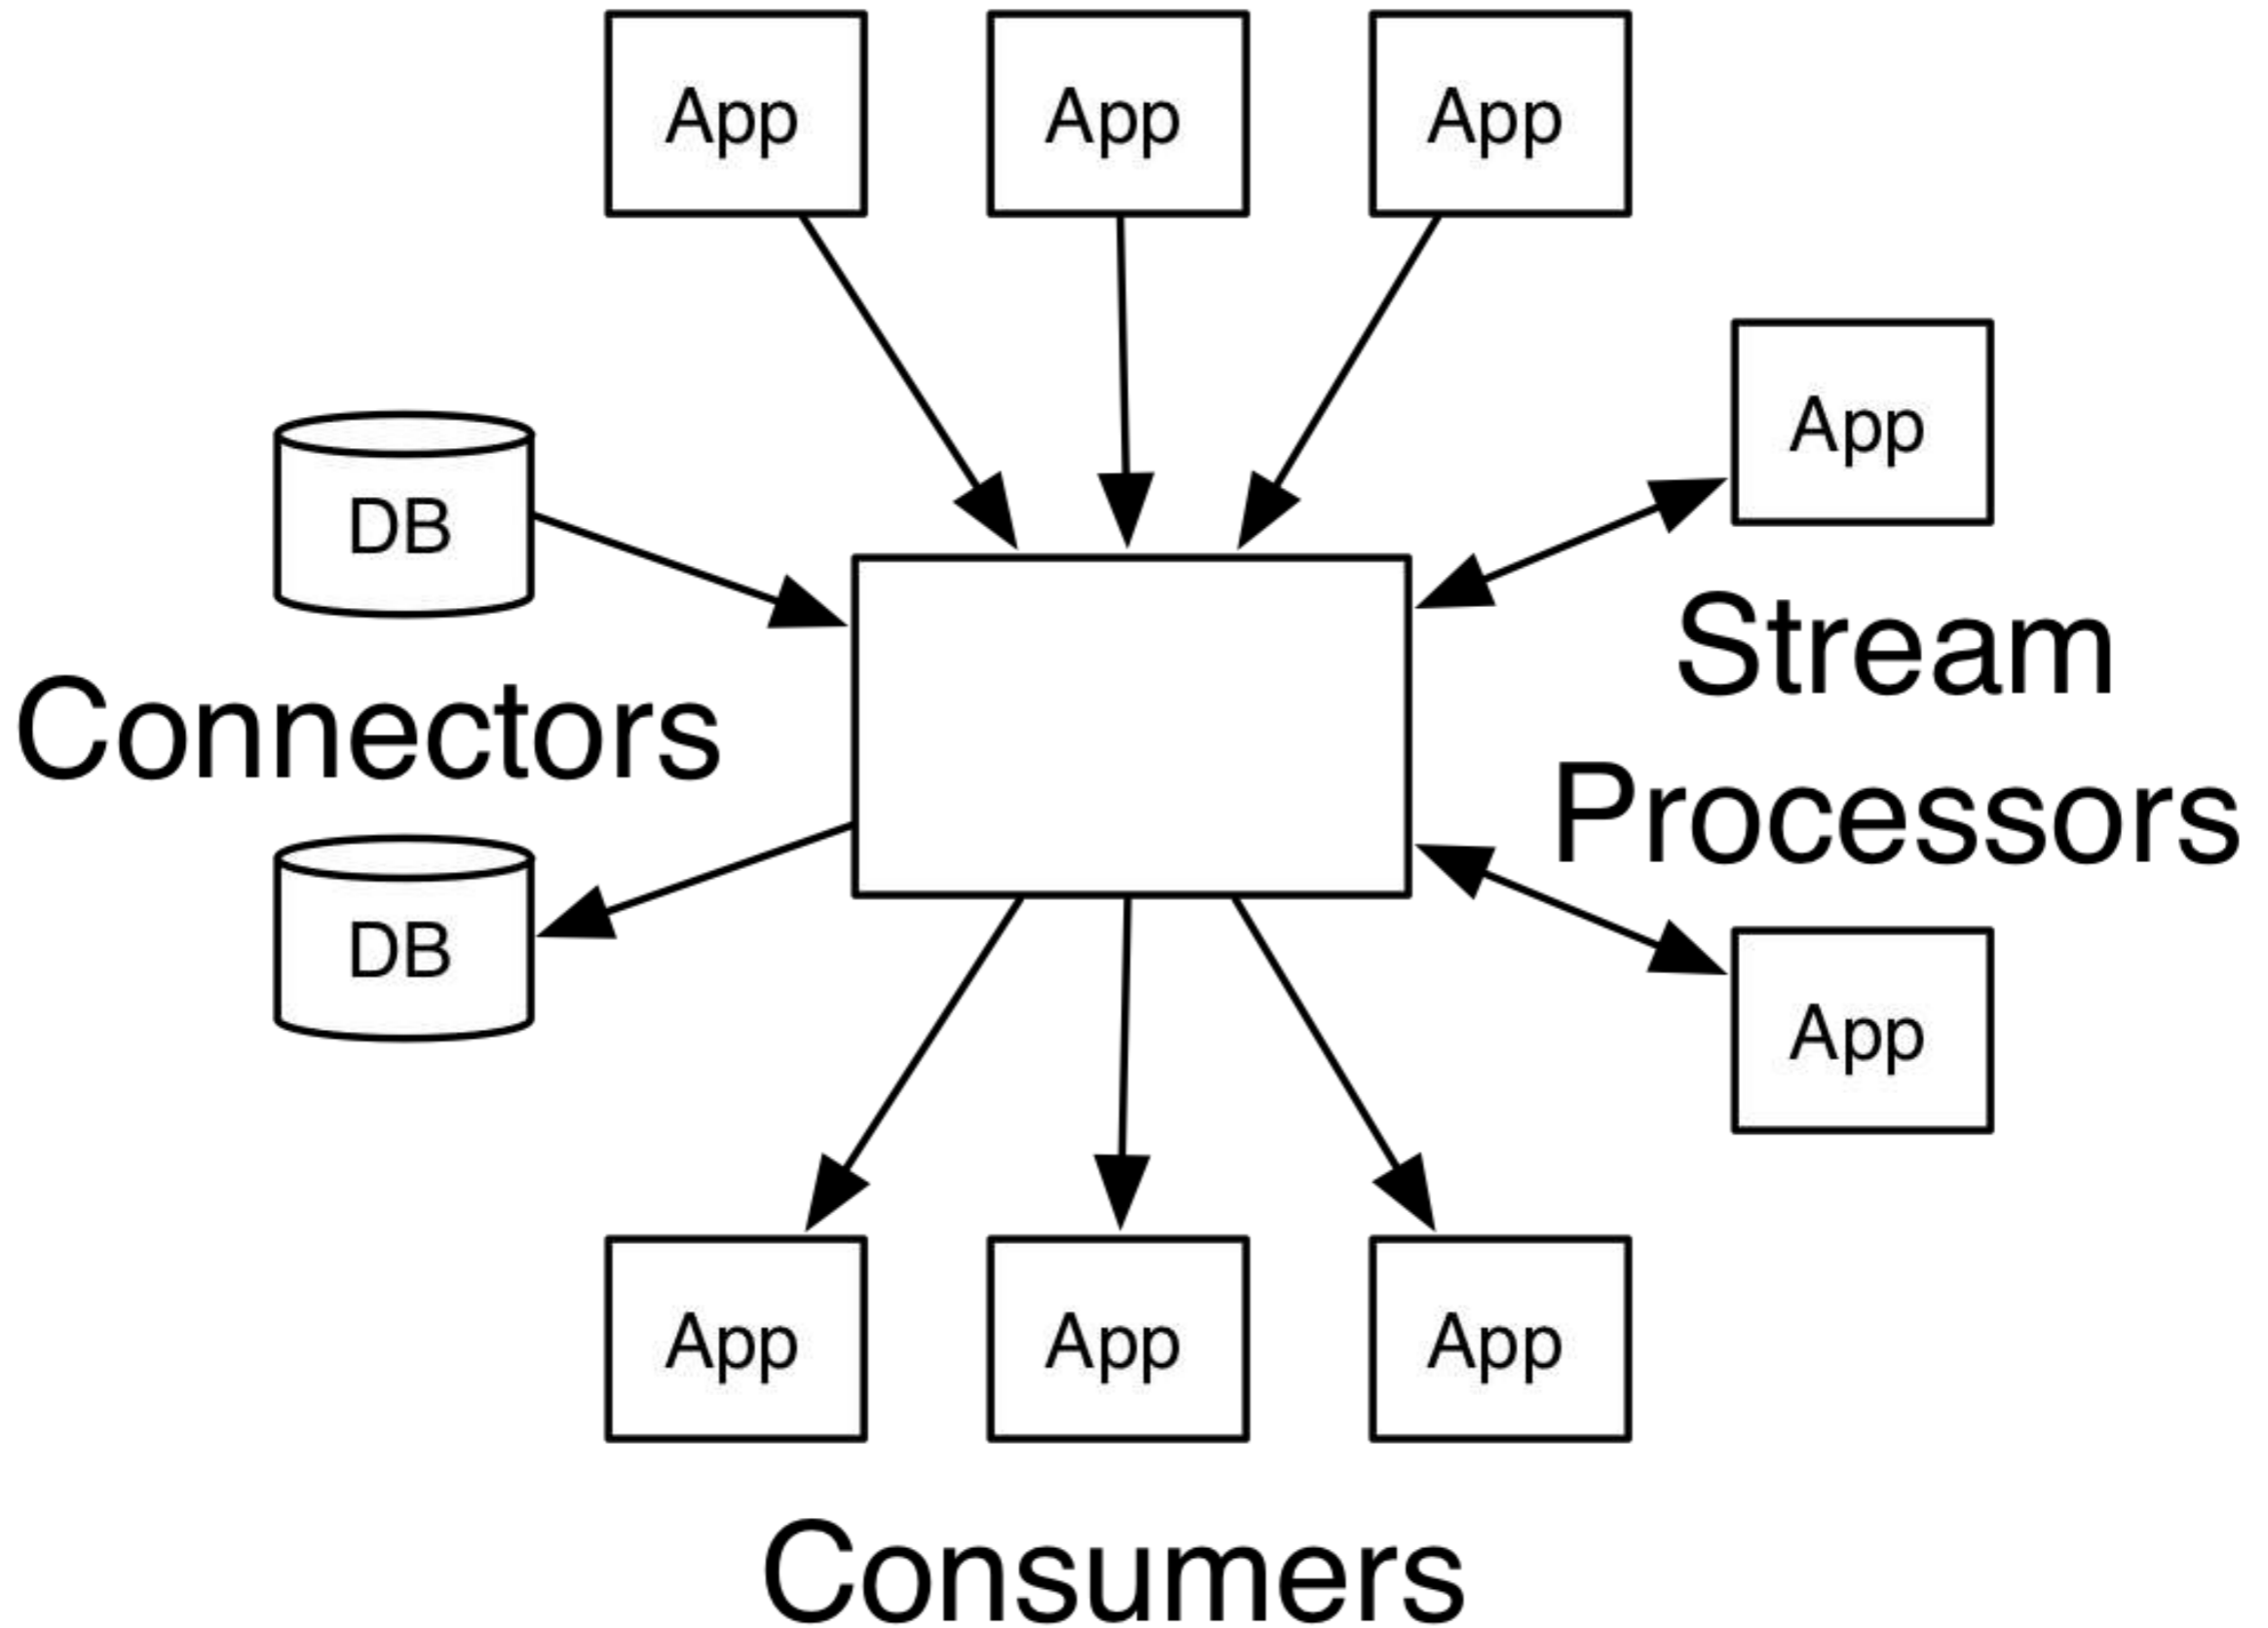 App App App
App
DB
Stream
Connectors
Processors
DB
App
App App App
Consumers